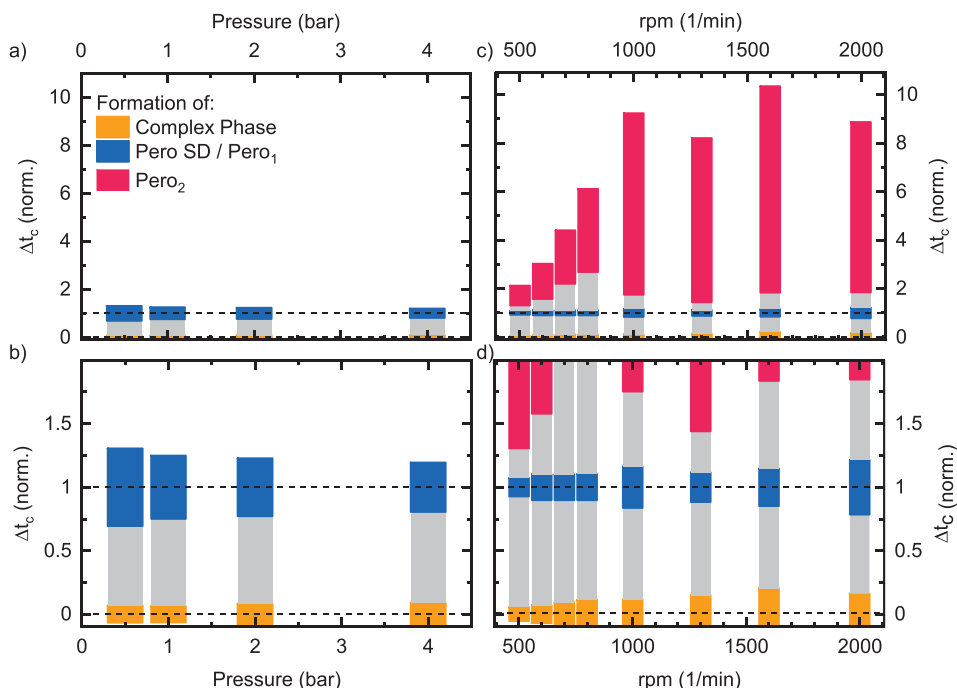 Pressure (bar)
rpm (1/min)
a)
0 1 2 3 4
c)
500 1000 1500 2000
10
8
6
4
2
0
Δt_c (norm.)
Formation of:
Complex Phase
Pero SD / Pero₁
Pero₂
10
8
6
4
2
0
Δt_c (norm.)
b)
1.5
1
0.5
0
Δt_c (norm.)
0 1 2 3 4
Pressure (bar)
d)
1.5
1
0.5
0
Δtc (norm.)
500 1000 1500 2000
rpm (1/min)